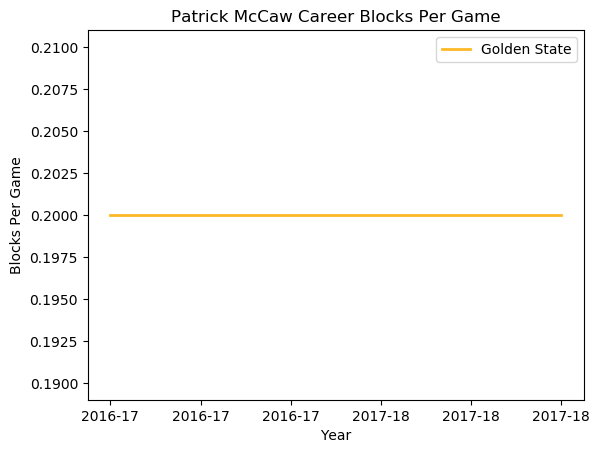 Patrick McCaw Career Blocks Per Game
Golden State
0.2100
0.2075
0.2050
0.2025
0.2000
0.1975
0.1950
0.1925
0.1900
Blocks Per Game
2016-17 2016-17 2016-17 2017-18 2017-18 2017-18
Year